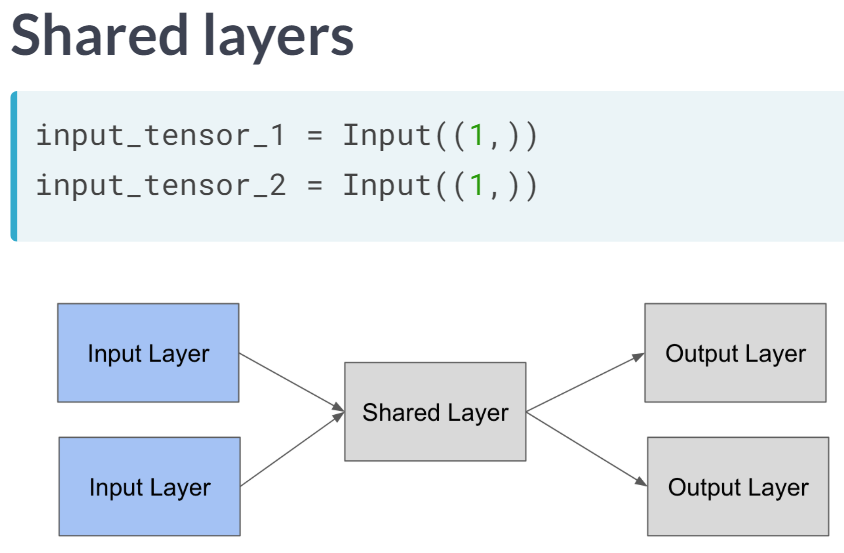 Shared layers
input_tensor_1 = Input((1,))
input_tensor_2 = Input((1,))
Input Layer
Output Layer
Shared Layer
Input Layer
Output Layer